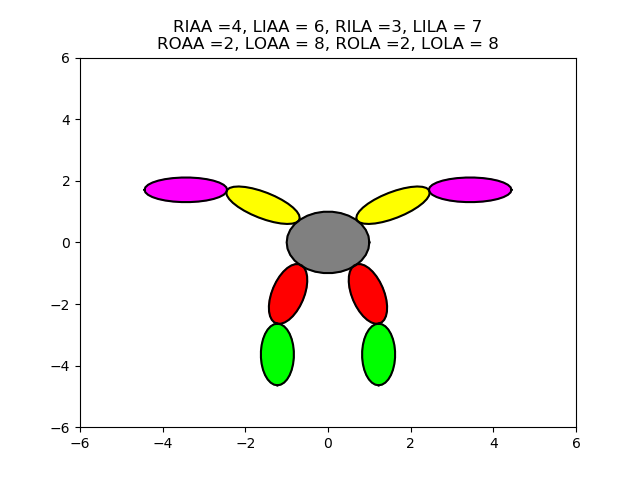 RIAA =4, LIAA = 6, RILA =3, LILA = 7
ROAA =2, LOAA = 8, ROLA =2, LOLA = 8
6
4
2
0
−2
−4
−6
−6 −4 −2 0 2 4 6